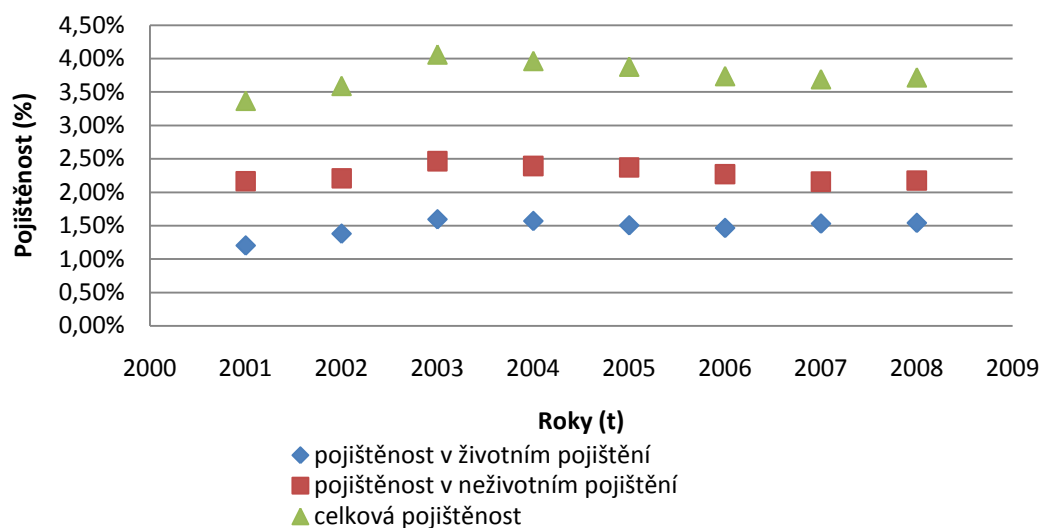 4,50%
4,00%
3,50%
3,00%
2,50%
2,00%
1,50%
1,00%
0,50%
0,00%
Pojištěnost (%)
2000 2001 2002 2003 2004 2005 2006 2007 2008 2009
Roky (t)
pojištěnost v životním pojištění
pojištěnost v neživotním pojištění
celková pojištěnost